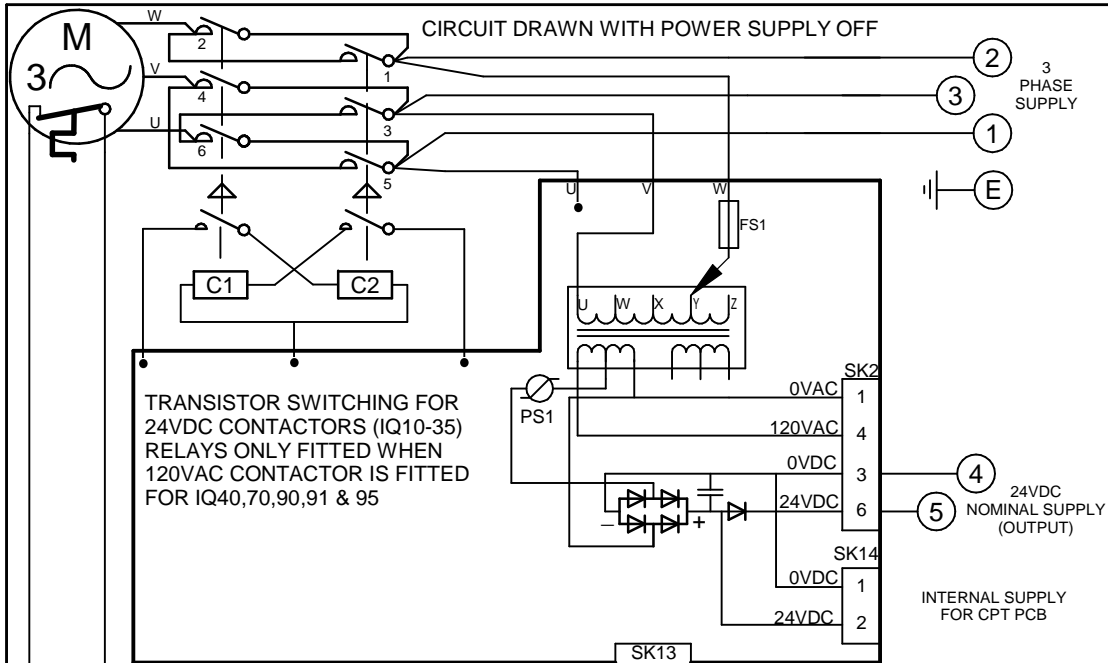 CIRCUIT DRAWN WITH POWER SUPPLY OFF
W
M
3
V
U
2
1
4
3
6
5
2
3
1
E
3
PHASE
SUPPLY
U
V
W
FS1
C1
C2
U
W
X
Y
Z
TRANSISTOR SWITCHING FOR
24VDC CONTACTORS (IQ10-35)
RELAYS ONLY FITTED WHEN
120VAC CONTACTOR IS FITTED
FOR IQ40,70,90,91 & 95
PS1
SK2
0VAC 1
120VAC 4
0VDC 3
24VDC 6
4
5
24VDC
NOMINAL SUPPLY
(OUTPUT)
− +
SK14
0VDC 1
24VDC 2
INTERNAL SUPPLY
FOR CPT PCB
SK13